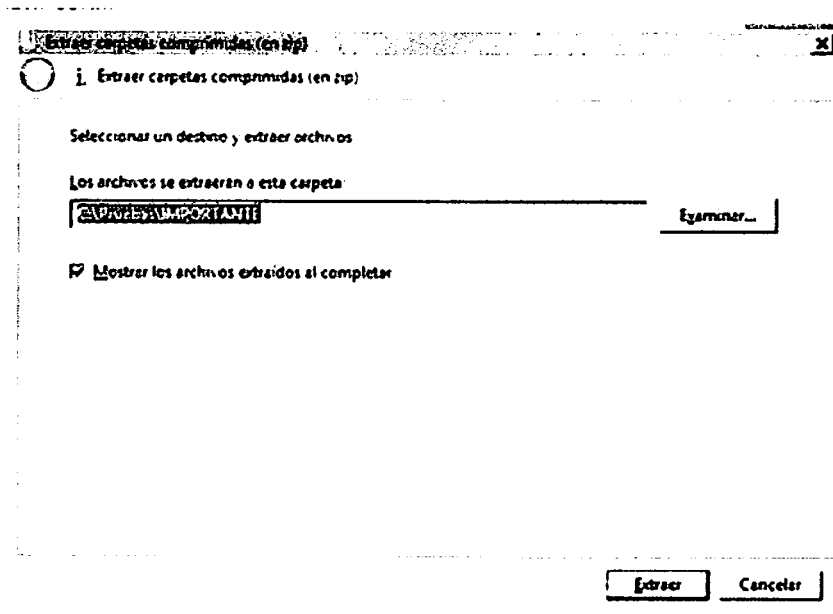 Extraer carpetas comprimidas (en zip)
Extraer carpetas comprimidas (en zip)
Seleccionar un destino y extraer archivos
Los archivos se extraerán a esta carpeta:
Examinar...
Mostrar los archivos extraídos al completar
Extraer Cancelar